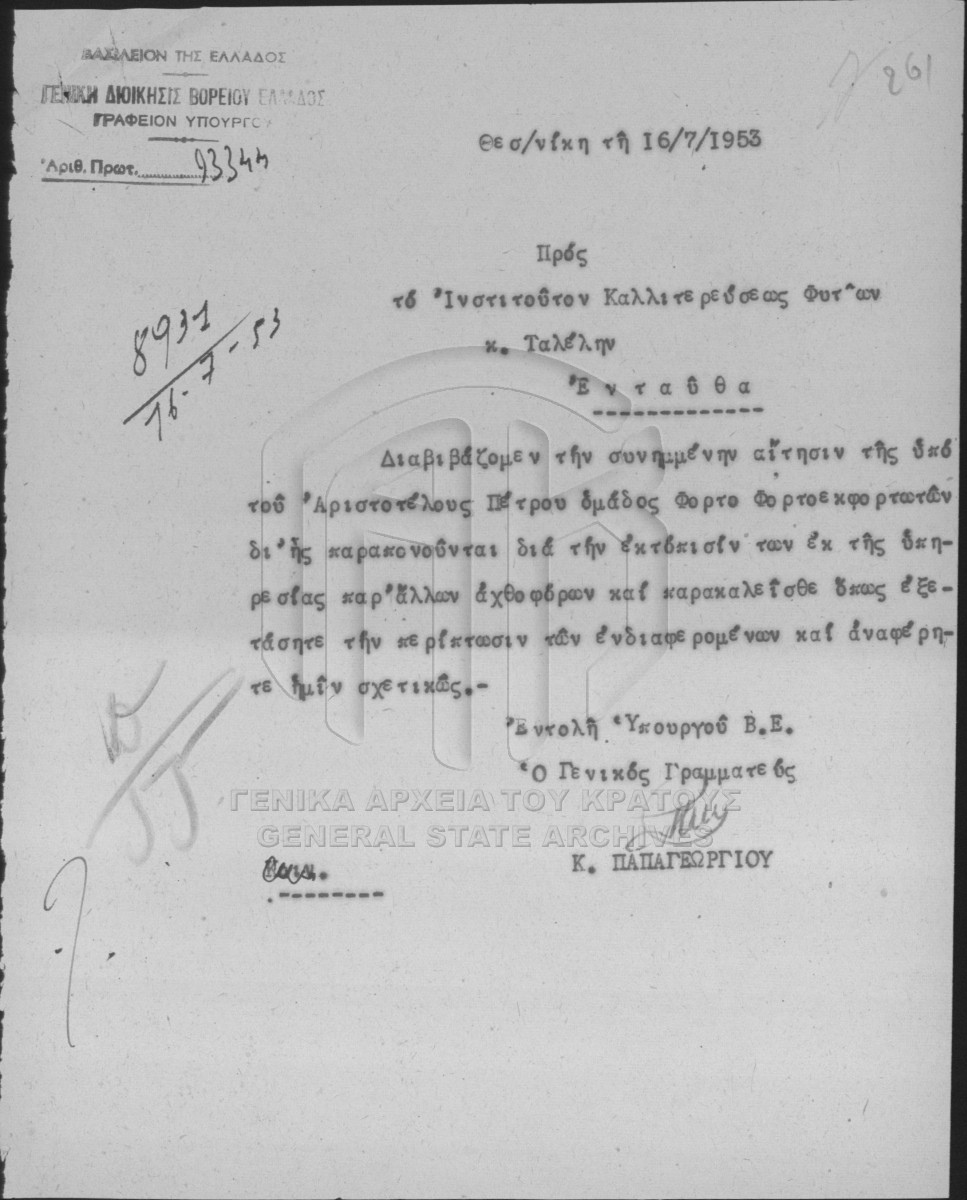 ΒΑΣΙΛΕΙΟΝ ΤΗΣ ΕΛΛΑΔΟΣ
ΓΕΝΙΚΗ ΔΙΟΙΚΗΣΙΣ ΒΟΡΕΙΟΥ ΕΛΛΑΔΟΣ
ΓΡΑΦΕΙΟΝ ΥΠΟΥΡΓΟΥ
Ἀριθ. Πρωτ. 93344
261
Θεσ/νίκη τῆ 16/7/1953
Πρός
τό Ἰνστιτοῦτον Καλλιτερεύσεως Φυτῶν
κ. Ταλέλην
Ἐνταῦθα
8931
16-7-53
Διαβιβάζομεν τήν συνημμένην αἴτησιν τῆς ὑπό
τοῦ Ἀριστοτέλους Πέτρου ὁμάδος Φορτο Φορτοεκφορτωτῶν
δι'ἧς παραπονοῦνται διά τήν ἐκτόπισίν των ἐκ τῆς ὑπη-
ρεσίας παρ'ἄλλων ἀχθοφόρων καί παρακαλεῖσθε ὅπως ἐξε-
τάσητε τήν περίπτωσιν τῶν ἐνδιαφερομένων καί ἀναφέρη-
τε ἡμῖν σχετικῶς.-
Ἐντολῆ Ὑπουργοῦ Β.Ε.
Ὁ Γενικός Γραμματεύς
ΓΕΝΙΚΑ ΑΡΧΕΙΑ ΤΟΥ ΚΡΑΤΟΥΣ
GENERAL STATE ARCHIVES
Κ. ΠΑΠΑΓΕΩΡΓΙΟΥ